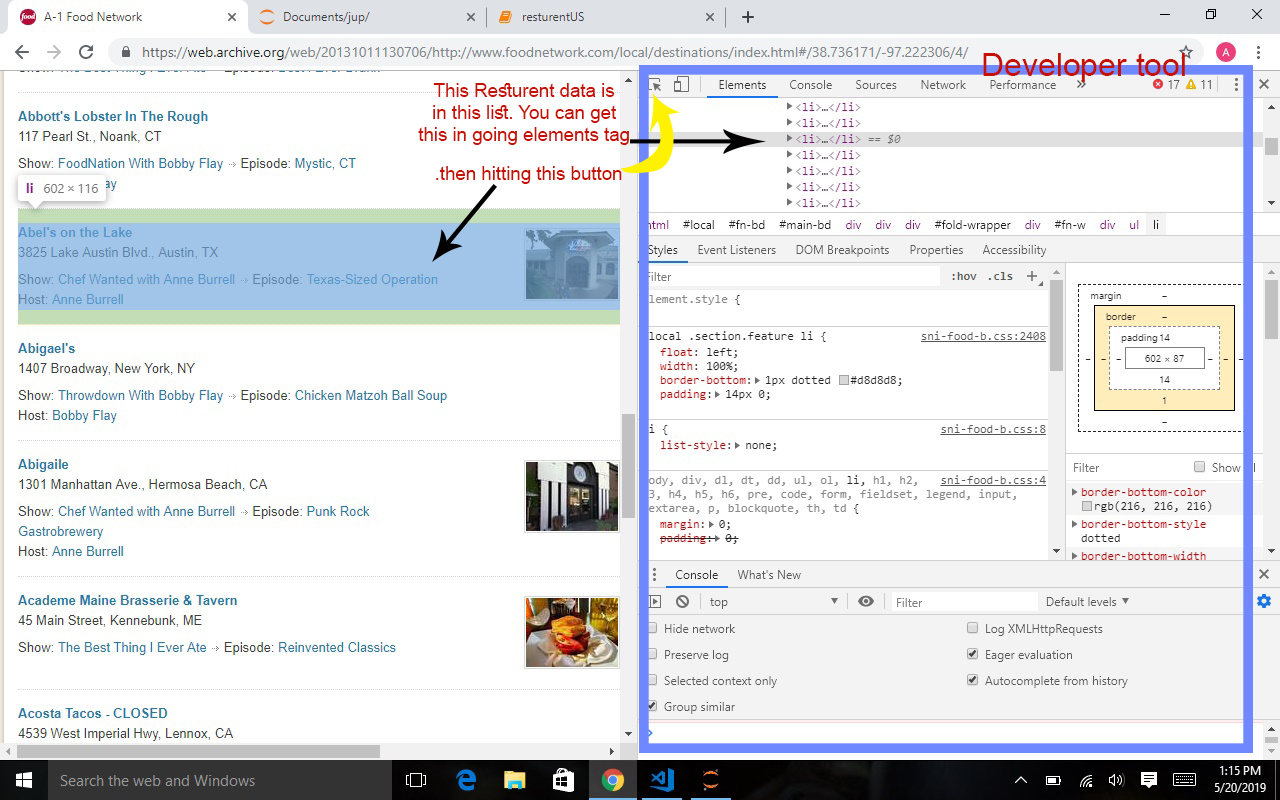 A-1 Food Network
Documents/jup/
resturentUS
https://web.archive.org/web/20131011130706/http://www.foodnetwork.com/local/destinations/index.html#/38.736171/-97.222306/4/
A
Developer tool
This Resturent data is
in this list. You can get
this in going elements tag
.then hitting this button
Abbott's Lobster In The Rough
117 Pearl St., Noank, CT
Show: FoodNation With Bobby Flay Episode: Mystic, CT
li 602 × 116
Abel's on the Lake
3825 Lake Austin Blvd., Austin, TX
Show: Chef Wanted with Anne Burrell Episode: Texas-Sized Operation
Host: Anne Burrell
Abigael's
1407 Broadway, New York, NY
Show: Throwdown With Bobby Flay Episode: Chicken Matzoh Ball Soup
Host: Bobby Flay
Abigaile
1301 Manhattan Ave., Hermosa Beach, CA
Show: Chef Wanted with Anne Burrell Episode: Punk Rock
Gastrobrewery
Host: Anne Burrell
Academe Maine Brasserie & Tavern
45 Main Street, Kennebunk, ME
Show: The Best Thing I Ever Ate Episode: Reinvented Classics
Acosta Tacos - CLOSED
4539 West Imperial Hwy, Lennox, CA
Elements Console Sources Network Performance » 17 11
<li>…</li>
<li>…</li>
<li>…</li> == $0
<li>…</li>
<li>…</li>
<li>…</li>
<li>…</li>
html #local #fn-bd #main-bd div div div #fold-wrapper div #fn-w div ul li
Styles Event Listeners DOM Breakpoints Properties Accessibility
Filter :hov .cls +
element.style {
local .section.feature li { sni-food-b.css:2408
float: left;
width: 100%;
border-bottom: 1px dotted #d8d8d8;
padding: 14px 0;
li { sni-food-b.css:8
list-style: none;
body, div, dl, dt, dd, ul, ol, li, h1, h2, sni-food-b.css:4
h3, h4, h5, h6, pre, code, form, fieldset, legend, input,
textarea, p, blockquote, th, td {
margin: 0;
padding: 0;
margin –
border –
padding 14
– – – 602 × 87 – – –
14
1
–
Filter Show
border-bottom-color
rgb(216, 216, 216)
border-bottom-style
dotted
border-bottom-width
Console What's New
top Filter Default levels
Hide network Log XMLHttpRequests
Preserve log Eager evaluation
Selected context only Autocomplete from history
Group similar
Search the web and Windows
1:15 PM
5/20/2019